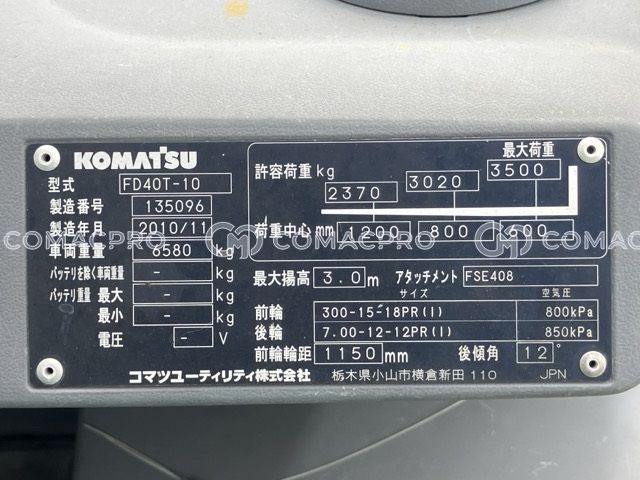 KOMATSU
型式 FD40T-10
製造番号 135096
製造年月 2010/11
車両重量 6580 kg
バッテリを除く車両重量 - kg
バッテリ重量 最大 - kg
最小 - kg
電圧 - V
最大荷重
許容荷重 kg 2370 3020 3500
荷重中心 mm 1200 800 600
最大揚高 3.0 m アタッチメント FSE408
サイズ 空気圧
前輪 300-15-18PR(I) 800kPa
後輪 7.00-12-12PR(I) 850kPa
前輪輪距 1150 mm 後傾角 12°
コマツユーティリティ株式会社 栃木県小山市横倉新田 110 JPN
COMACPRO COMACPRO COMACPRO